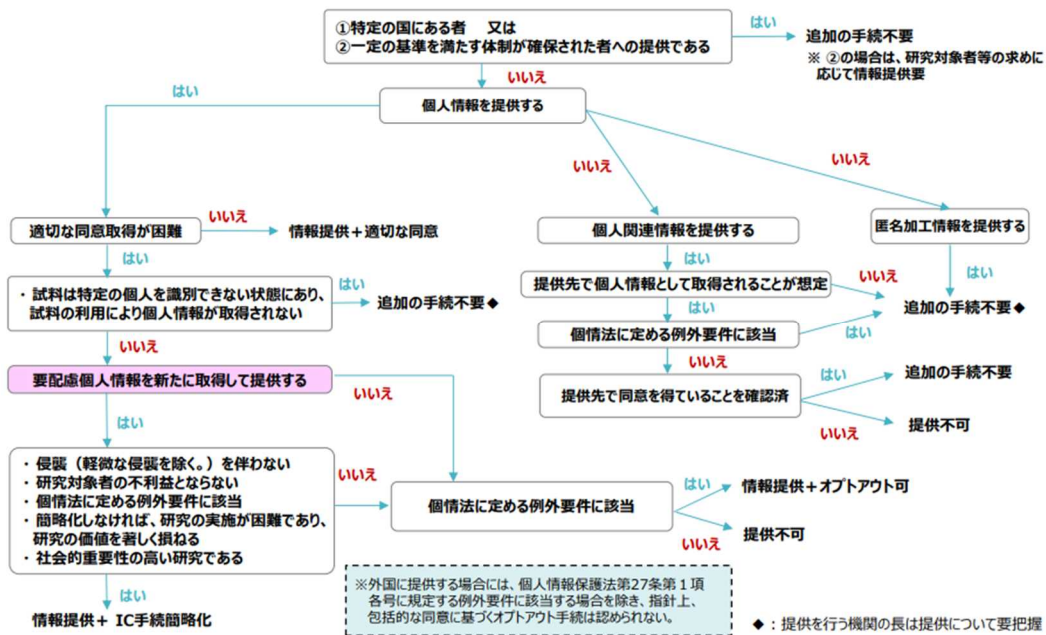 ①特定の国にある者　又は
②一定の基準を満たす体制が確保された者への提供である
はい
追加の手続不要
※ ②の場合は、研究対象者等の求めに
応じて情報提供要
いいえ
はい
個人情報を提供する
いいえ
いいえ
適切な同意取得が困難
いいえ
情報提供＋適切な同意
個人関連情報を提供する
匿名加工情報を提供する
はい
はい
はい
・試料は特定の個人を識別できない状態にあり、
試料の利用により個人情報が取得されない
はい
追加の手続不要◆
提供先で個人情報として取得されることが想定
いいえ
追加の手続不要◆
はい
個情法に定める例外要件に該当
はい
いいえ
いいえ
要配慮個人情報を新たに取得して提供する
いいえ
提供先で同意を得ていることを確認済
はい
追加の手続不要
いいえ
提供不可
はい
・侵襲（軽微な侵襲を除く。）を伴わない
・研究対象者の不利益とならない
・個情法に定める例外要件に該当
・簡略化しなければ、研究の実施が困難であり、
研究の価値を著しく損ねる
・社会的重要性の高い研究である
いいえ
個情法に定める例外要件に該当
はい
情報提供＋オプトアウト可
いいえ
提供不可
はい
情報提供＋ IC手続簡略化
※外国に提供する場合には、個人情報保護法第27条第１項
各号に規定する例外要件に該当する場合を除き、指針上、
包括的な同意に基づくオプトアウト手続は認められない。
◆：提供を行う機関の長は提供について要把握